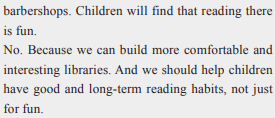 barbershops. Children will find that reading there
is fun.
No. Because we can build more comfortable and
interesting libraries. And we should help children
have good and long-term reading habits, not just
for fun.